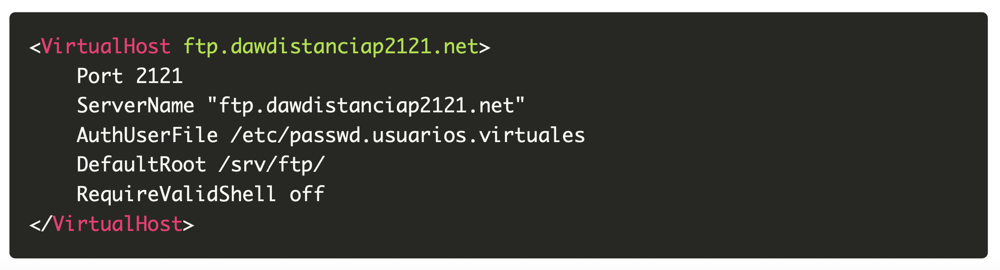 <VirtualHost ftp.dawdistanciap2121.net>
    Port 2121
    ServerName "ftp.dawdistanciap2121.net"
    AuthUserFile /etc/passwd.usuarios.virtuales
    DefaultRoot /srv/ftp/
    RequireValidShell off
</VirtualHost>